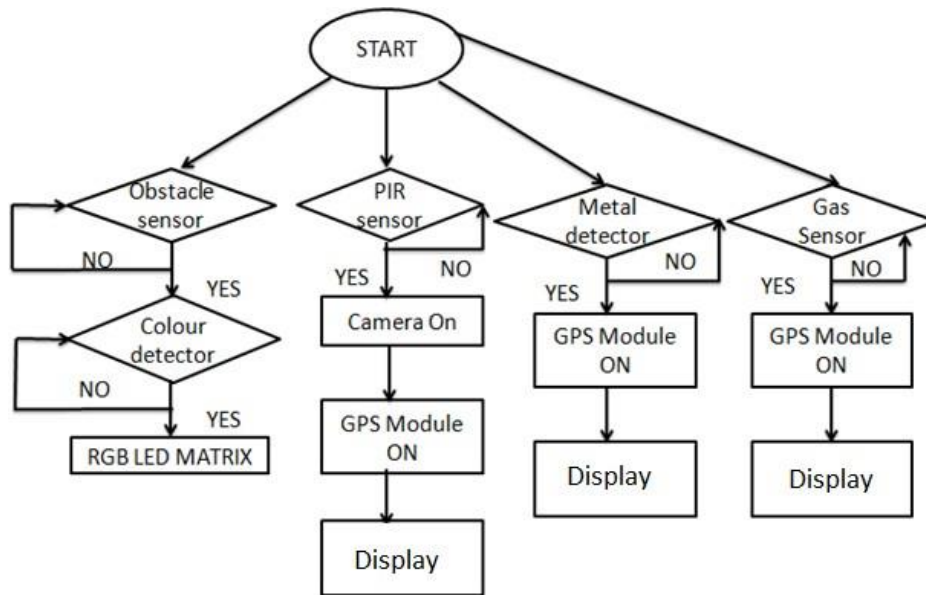 START
Obstacle
sensor
NO
YES
Colour
detector
NO
YES
RGB LED MATRIX
PIR
sensor
NO
YES
Camera On
GPS Module
ON
Display
Metal
detector
NO
YES
GPS Module
ON
Display
Gas
Sensor
NO
YES
GPS Module
ON
Display